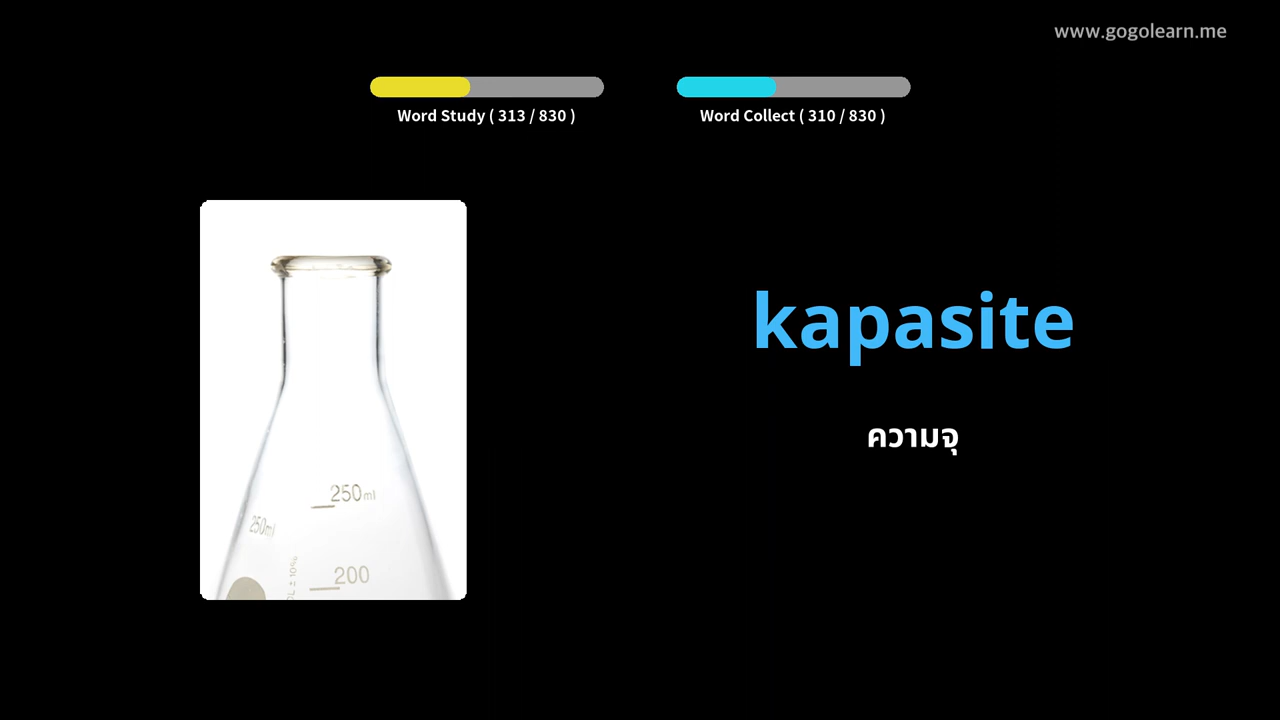 www.gogolearn.me
Word Study ( 313 / 830 )
Word Collect ( 310 / 830 )
kapasite
ความจุ
250ml
250ml
200